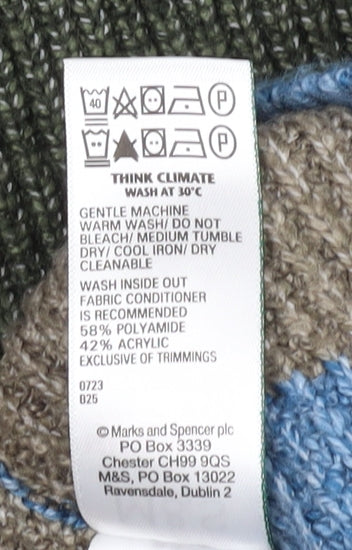 40 P
P
THINK CLIMATE
WASH AT 30°C
GENTLE MACHINE
WARM WASH/ DO NOT
BLEACH/ MEDIUM TUMBLE
DRY/ COOL IRON/ DRY
CLEANABLE
WASH INSIDE OUT
FABRIC CONDITIONER
IS RECOMMENDED
58% POLYAMIDE
42% ACRYLIC
EXCLUSIVE OF TRIMMINGS
0723
025
© Marks and Spencer plc
PO Box 3339
Chester CH99 9QS
M&S, PO Box 13022
Ravensdale, Dublin 2